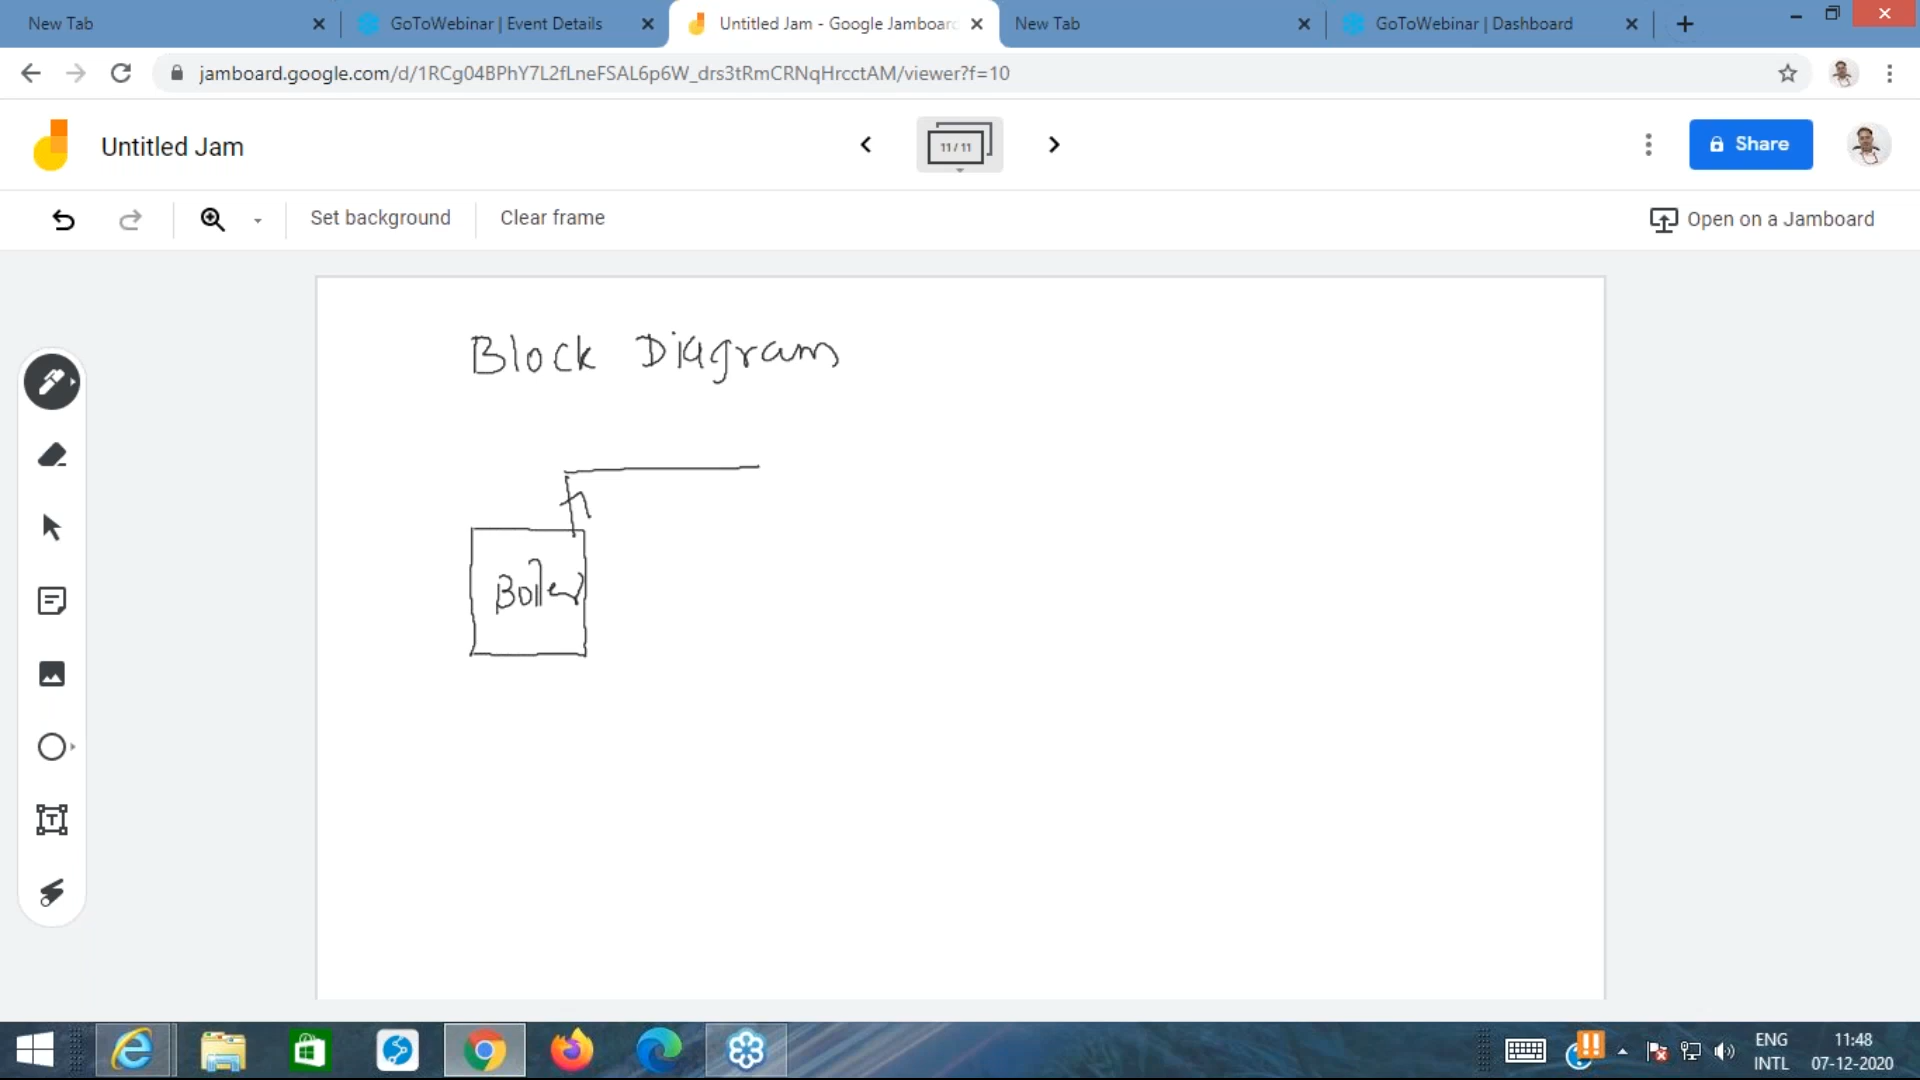 New Tab
GoToWebinar | Event Details
Untitled Jam - Google Jamboard
New Tab
GoToWebinar | Dashboard
jamboard.google.com/d/1RCg04BPhY7L2fLneFSAL6p6W_drs3tRmCRNqHrcctAM/viewer?f=10
Untitled Jam
11 / 11
Share
Set background
Clear frame
Open on a Jamboard
Block Diagram
Boiler
ENG
INTL
11:48
07-12-2020